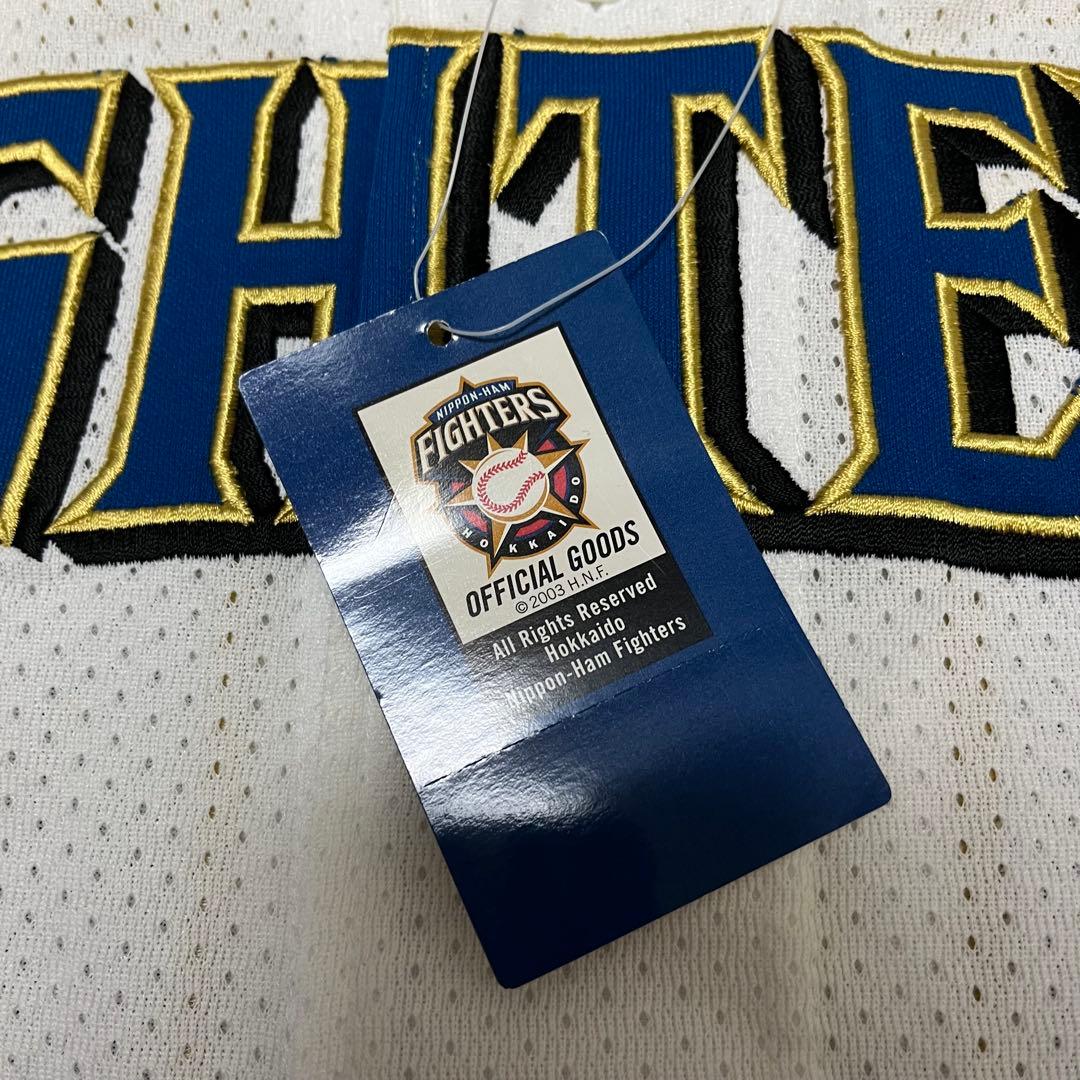 GHTE
NIPPON-HAM
FIGHTERS
HOKKAIDO
OFFICIAL GOODS
©2003 H.N.F.
All Rights Reserved
Hokkaido
Nippon-Ham Fighters